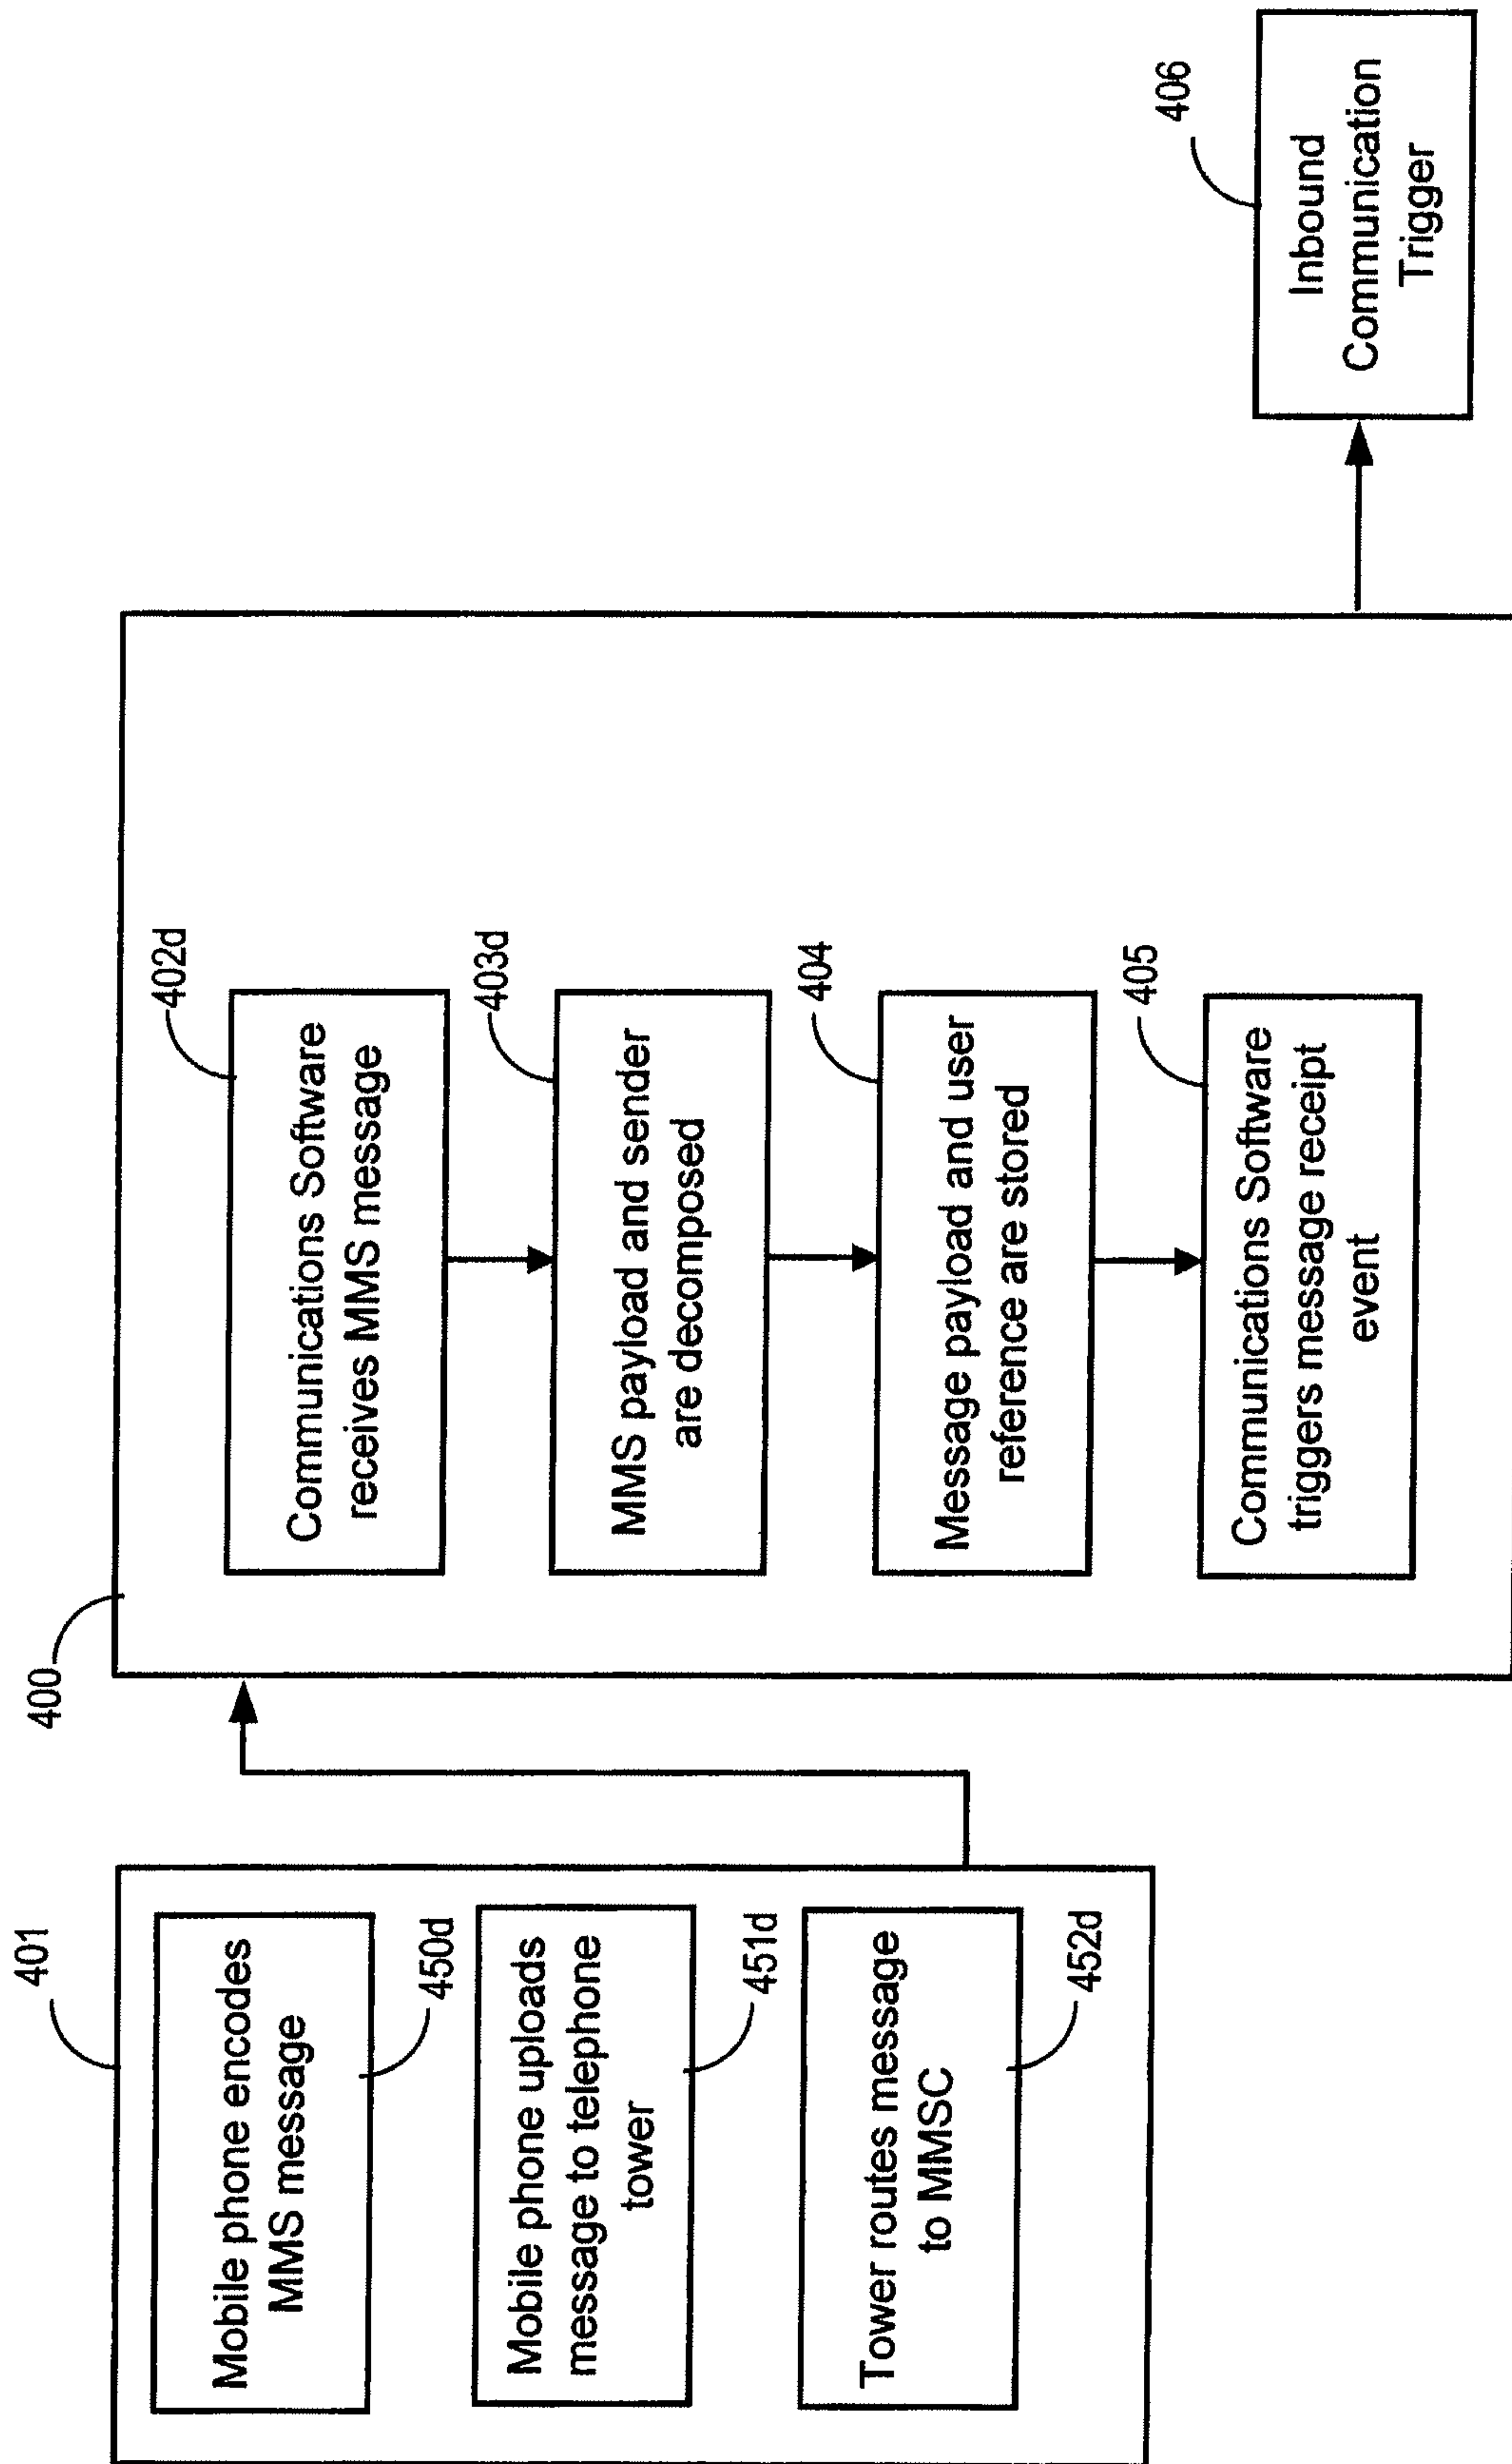 401
Mobile phone encodes
MMS message
450d
Mobile phone uploads
message to telephone
tower
451d
Tower routes message
to MMSC
452d
400
Communications Software
receives MMS message
402d
MMS payload and sender
are decomposed
403d
Message payload and user
reference are stored
404
Communications Software
triggers message receipt
event
405
Inbound
Communication
Trigger
406